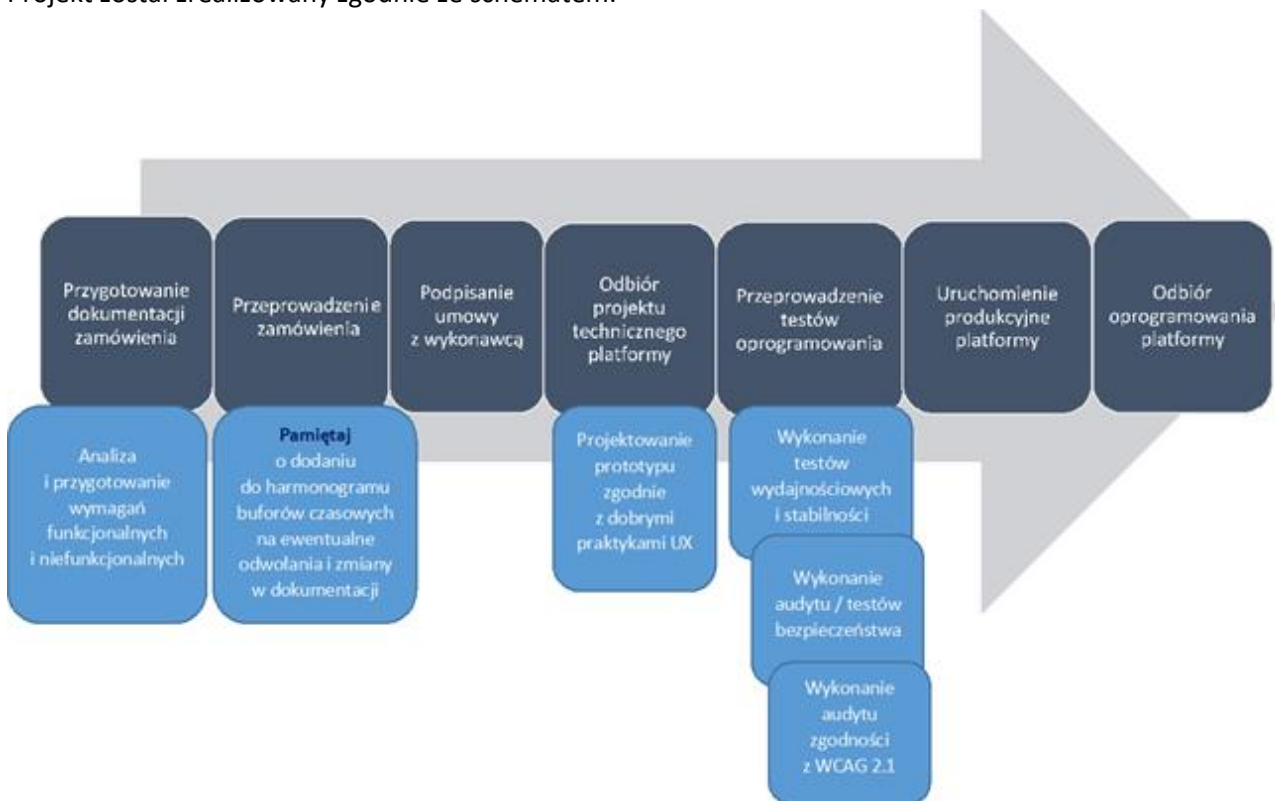 Projekt został zrealizowany zgodnie ze schematem:
Przygotowanie
dokumentacji
zamówienia
Przeprowadzenie
zamówienia
Podpisanie
umowy
z wykonawcą
Odbiór
projektu
technicznego
platformy
Przeprowadzenie
testów
oprogramowania
Uruchomienie
produkcyjne
platformy
Odbiór
oprogramowania
platformy
Analiza
i przygotowanie
wymagań
funkcjonalnych
i niefunkcjonalnych
Pamiętaj
o dodaniu
do harmonogramu
buforów czasowych
na ewentualne
odwołania i zmiany
w dokumentacji
Projektowanie
prototypu
zgodnie
z dobrymi
praktykami UX
Wykonanie
testów
wydajnościowych
i stabilności
Wykonanie
audytu / testów
bezpieczeństwa
Wykonanie
audytu
zgodności
z WCAG 2.1